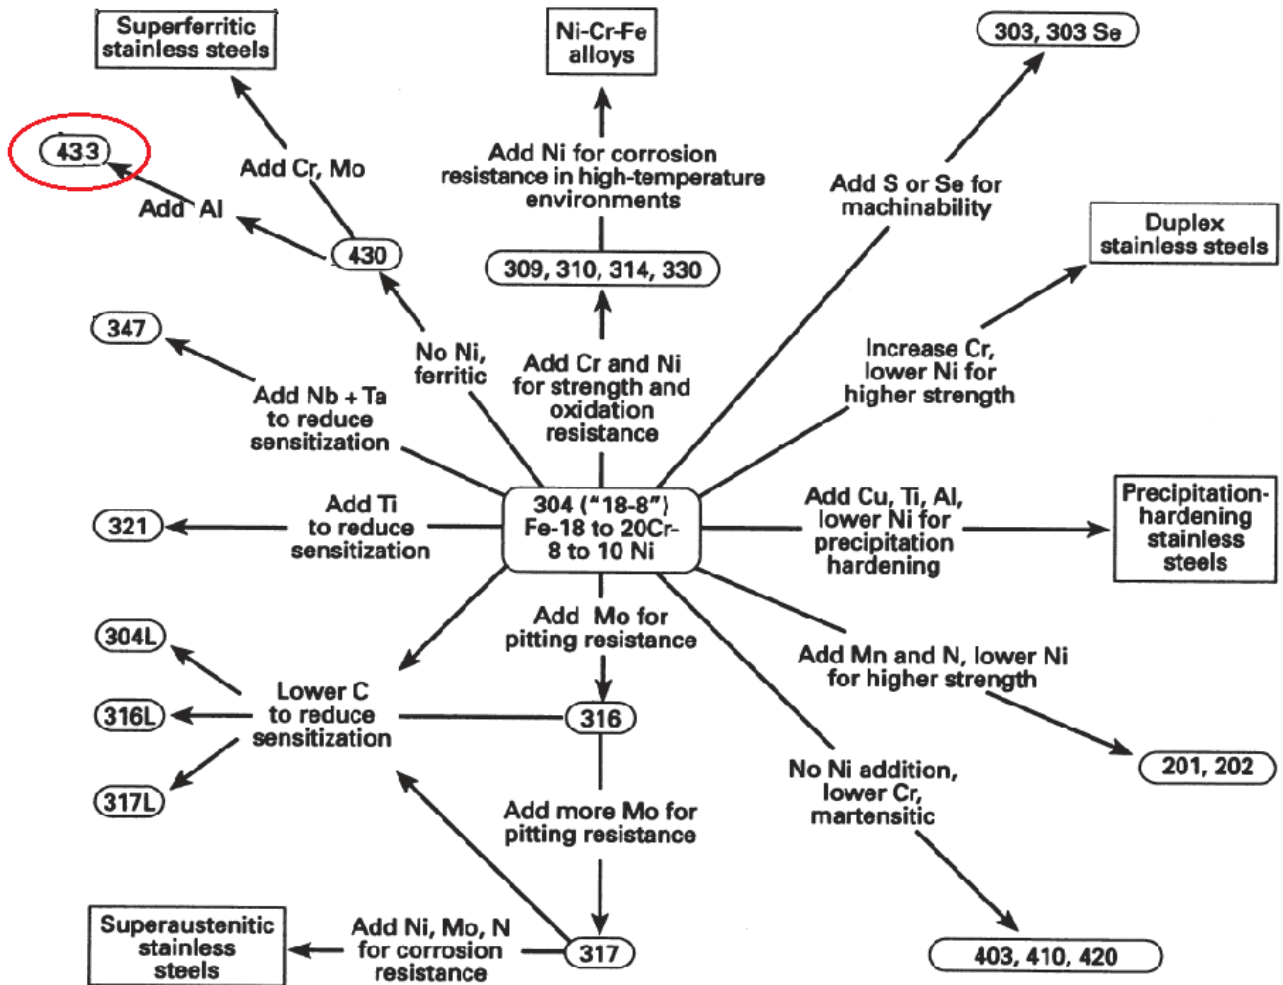 Superferritic
stainless steels
Ni-Cr-Fe
alloys
303, 303 Se
433
Add Cr, Mo
Add Al
430
Add Ni for corrosion
resistance in high-temperature
environments
Add S or Se for
machinability
Duplex
stainless steels
309, 310, 314, 330
347
No Ni,
ferritic
Add Cr and Ni
for strength and
oxidation
resistance
Increase Cr,
lower Ni for
higher strength
Add Nb + Ta
to reduce
sensitization
321
Add Ti
to reduce
sensitization
304 ("18-8")
Fe-18 to 20Cr-
8 to 10 Ni
Add Cu, Ti, Al,
lower Ni for
precipitation
hardening
Precipitation-
hardening
stainless
steels
304L
316L
317L
Lower C
to reduce
sensitization
Add Mo for
pitting resistance
316
Add Mn and N, lower Ni
for higher strength
201, 202
No Ni addition,
lower Cr,
martensitic
Add more Mo for
pitting resistance
Superaustenitic
stainless
steels
Add Ni, Mo, N
for corrosion
resistance
317
403, 410, 420